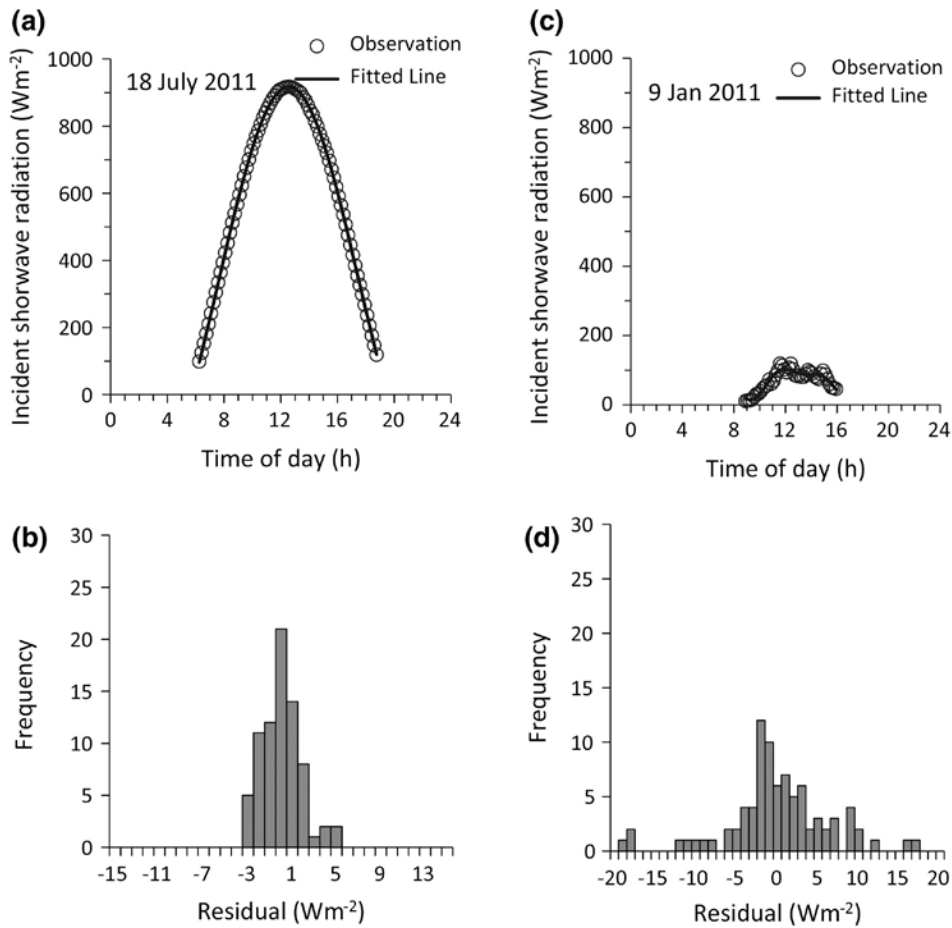 (a)
Observation
Fitted Line
18 July 2011
Incident shorwave radiation (Wm-2)
1000
800
600
400
200
0
0 4 8 12 16 20 24
Time of day (h)
(c)
Observation
Fitted Line
9 Jan 2011
Incident shorwave radiation (Wm-2)
1000
800
600
400
200
0
0 4 8 12 16 20 24
Time of day (h)
(b)
Frequency
30
25
20
15
10
5
0
-15 -11 -7 -3 1 5 9 13
Residual (Wm-2)
(d)
Frequency
30
25
20
15
10
5
0
-20 -15 -10 -5 0 5 10 15 20
Residual (Wm-2)